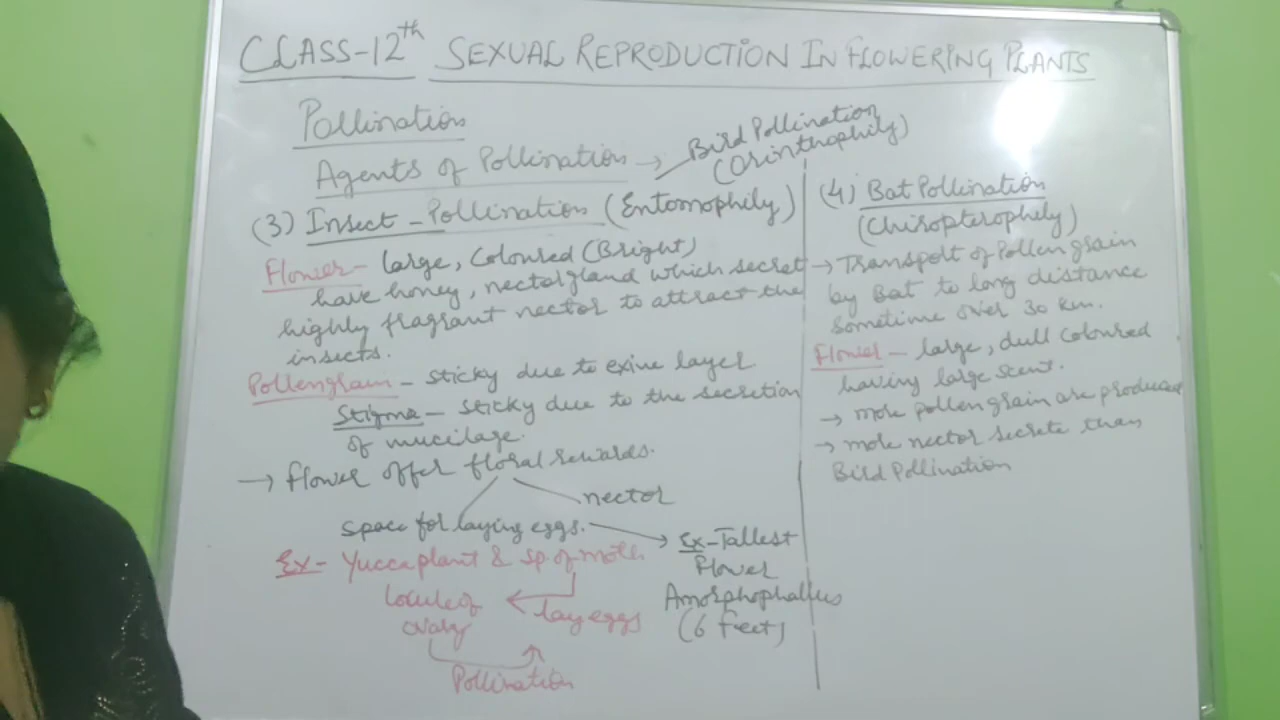 CLASS-12th SEXUAL REPRODUCTION IN FLOWERING PLANTS
Pollination
Agents of Pollination → Bird Pollination
(Orinthophily)
(3) Insect - Pollination (Entomophily)
Flower - large, Coloured (Bright)
have honey, nectorgland which secret
highly fragrant nector to attract the
insects.
Pollengrain - sticky due to exine layer
Stigma - sticky due to the secretion
of mucilage.
→ flower offer floral rewards.
nector
space for laying eggs. → Ex - Tallest
Flower
Amorphophallus
(6 feet)
Ex - Yucca plant & sp. of moth.
locule of
ovary
lay eggs
Pollination
(4) Bat Pollination
(Chiropterophily)
→ Transport of Pollen grain
by Bat to long distance
sometime over 30 km.
Flower - large, dull coloured
having large scent.
→ more pollen grain are produced
→ more nector secrete than
Bird Pollination